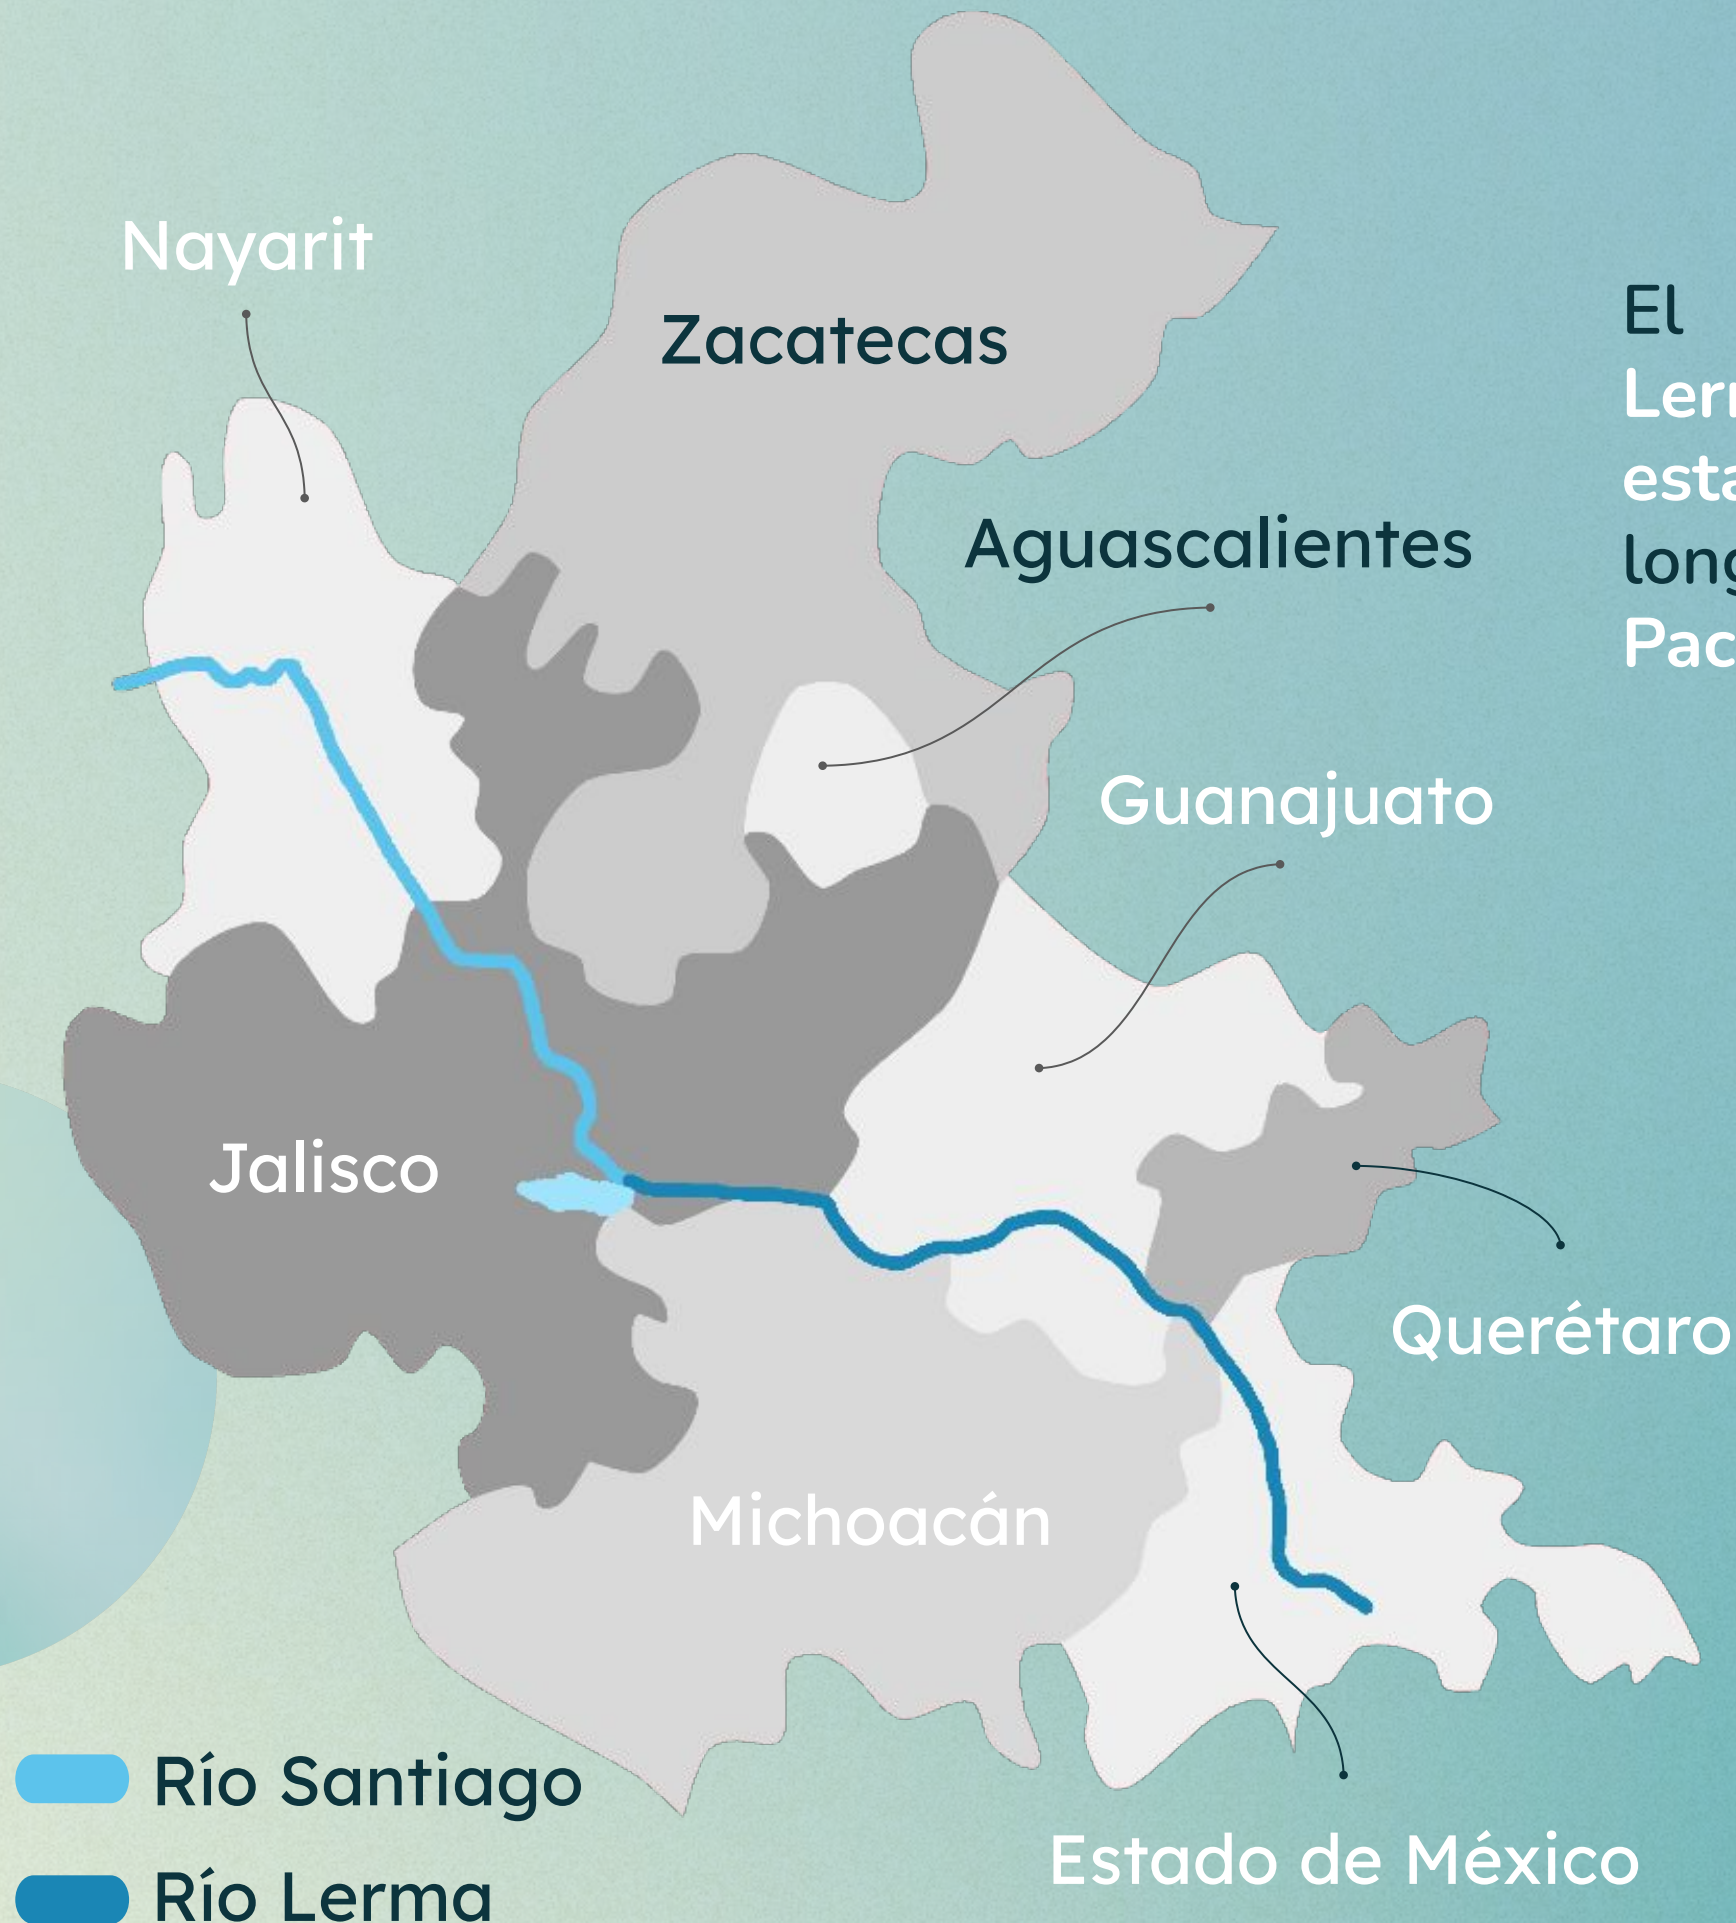 Nayarit
Zacatecas
El
Aguascalientes
Guanajuato
Jalisco
Querétaro
Michoacán
Río Santiago
Estado de México
Río Lerma